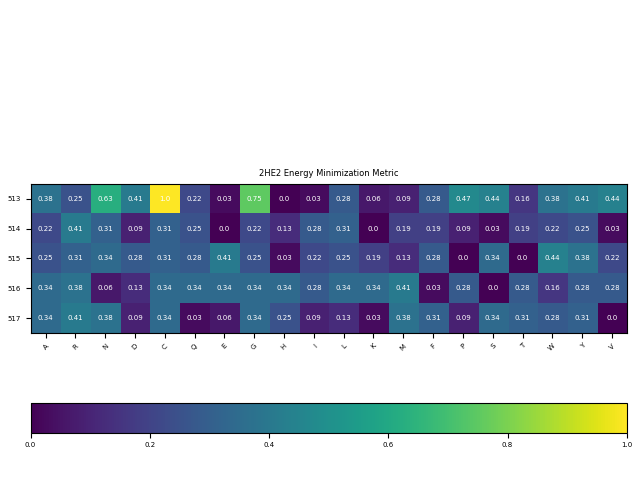 2HE2 Energy Minimization Metric
513 0.38 0.25 0.63 0.41 1.0 0.22 0.03 0.75 0.0 0.03 0.28 0.06 0.09 0.28 0.47 0.44 0.16 0.38 0.41 0.44
514 0.22 0.41 0.31 0.09 0.31 0.25 0.0 0.22 0.13 0.28 0.31 0.0 0.19 0.19 0.09 0.03 0.19 0.22 0.25 0.03
515 0.25 0.31 0.34 0.28 0.31 0.28 0.41 0.25 0.03 0.22 0.25 0.19 0.13 0.28 0.0 0.34 0.0 0.44 0.38 0.22
516 0.34 0.38 0.06 0.13 0.34 0.34 0.34 0.34 0.34 0.28 0.34 0.34 0.41 0.03 0.28 0.0 0.28 0.16 0.28 0.28
517 0.34 0.41 0.38 0.09 0.34 0.03 0.06 0.34 0.25 0.09 0.13 0.03 0.38 0.31 0.09 0.34 0.31 0.28 0.31 0.0
A R N D C Q E G H I L K M F P S T W Y V
0.0 0.2 0.4 0.6 0.8 1.0